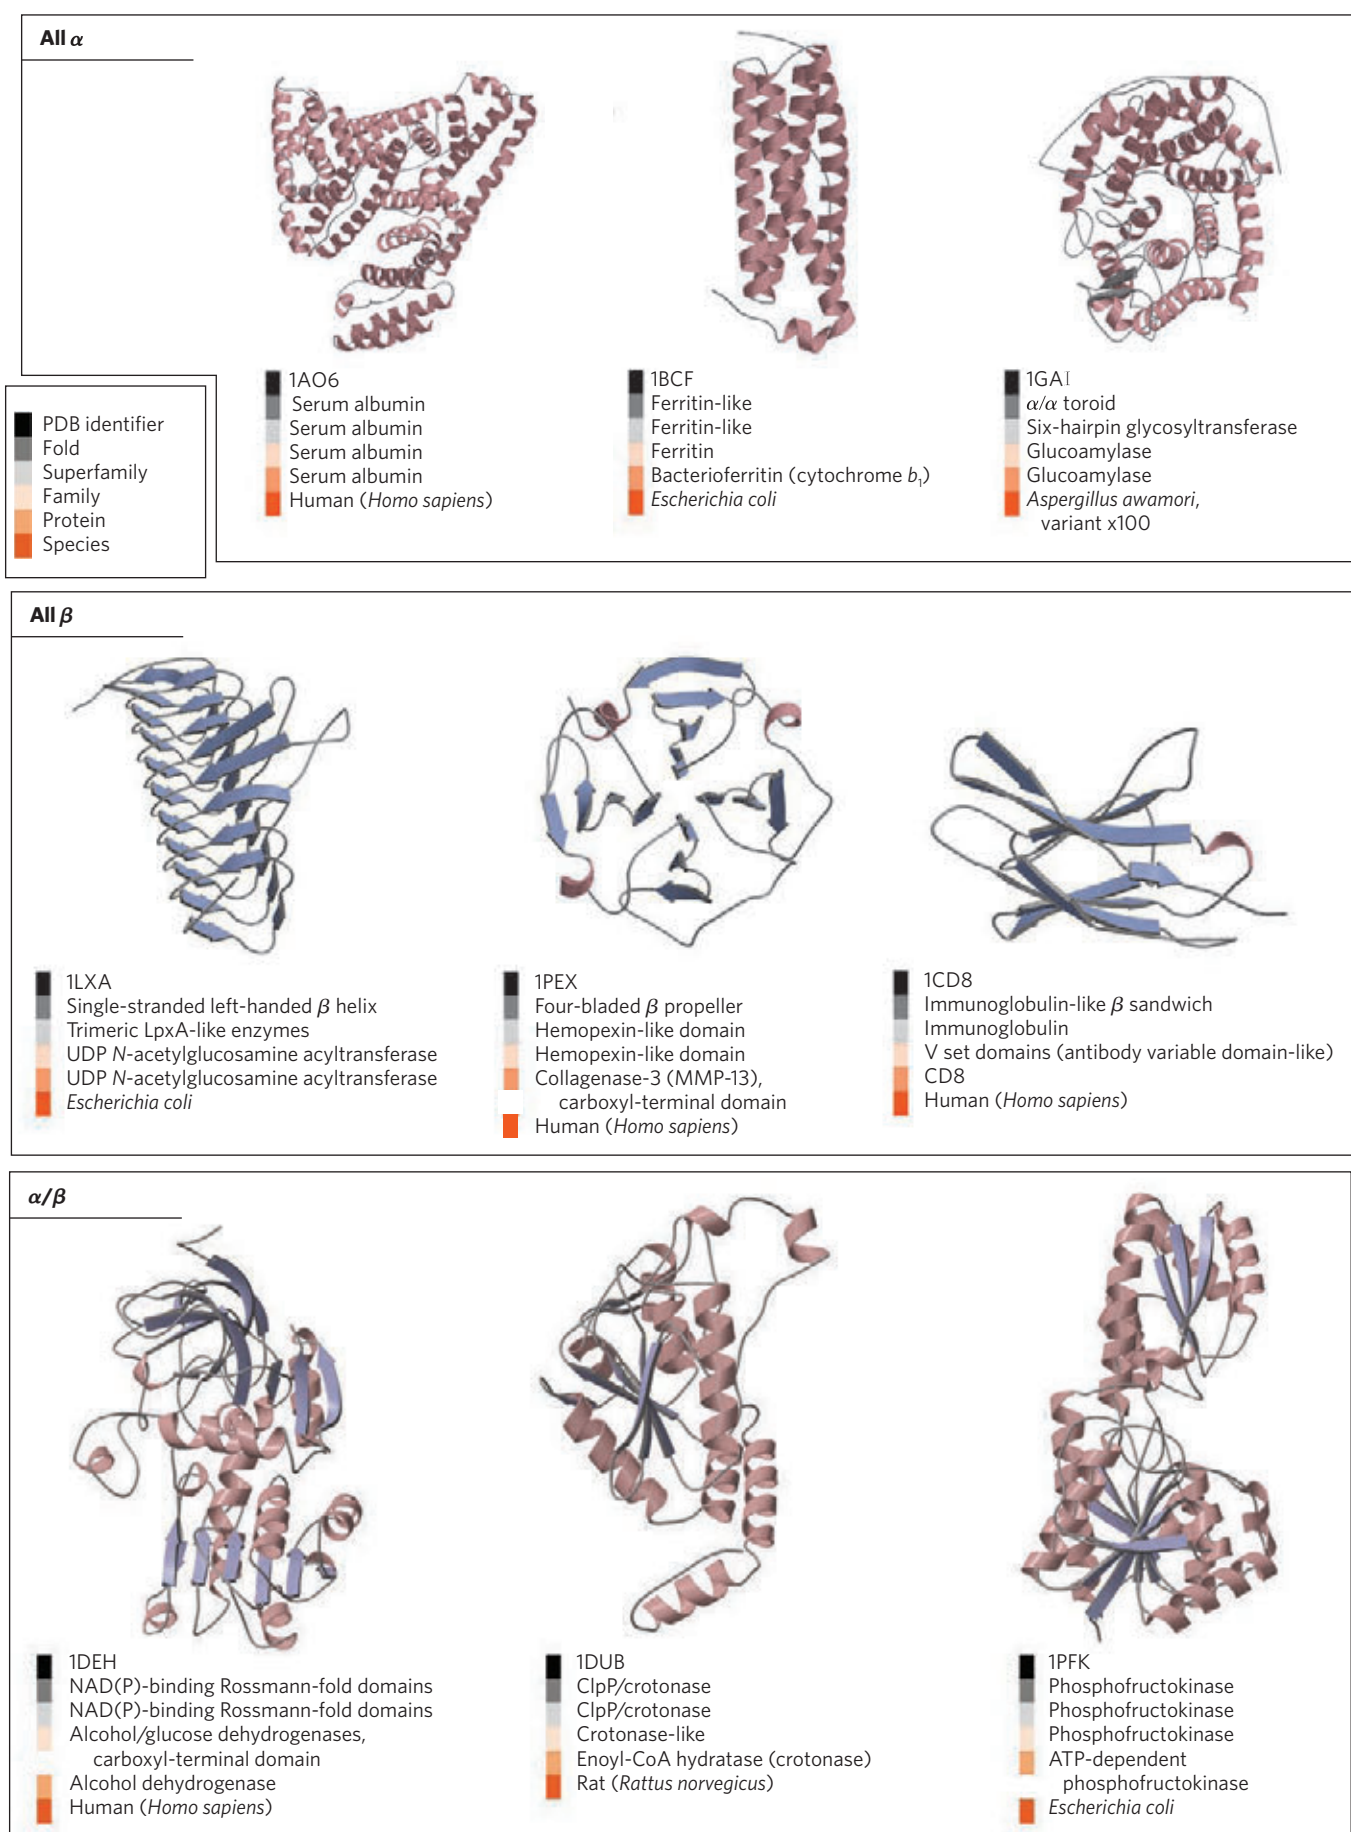 All α
1AO6
Serum albumin
Serum albumin
Serum albumin
Serum albumin
Human (Homo sapiens)
1BCF
Ferritin-like
Ferritin-like
Ferritin
Bacterioferritin (cytochrome b₁)
Escherichia coli
1GAI
α/α toroid
Six-hairpin glycosyltransferase
Glucoamylase
Glucoamylase
Aspergillus awamori,
variant x100
PDB identifier
Fold
Superfamily
Family
Protein
Species
All β
1LXA
Single-stranded left-handed β helix
Trimeric LpxA-like enzymes
UDP N-acetylglucosamine acyltransferase
UDP N-acetylglucosamine acyltransferase
Escherichia coli
1PEX
Four-bladed β propeller
Hemopexin-like domain
Hemopexin-like domain
Collagenase-3 (MMP-13),
carboxyl-terminal domain
Human (Homo sapiens)
1CD8
Immunoglobulin-like β sandwich
Immunoglobulin
V set domains (antibody variable domain-like)
CD8
Human (Homo sapiens)
α/β
1DEH
NAD(P)-binding Rossmann-fold domains
NAD(P)-binding Rossmann-fold domains
Alcohol/glucose dehydrogenases,
carboxyl-terminal domain
Alcohol dehydrogenase
Human (Homo sapiens)
1DUB
ClpP/crotonase
ClpP/crotonase
Crotonase-like
Enoyl-CoA hydratase (crotonase)
Rat (Rattus norvegicus)
1PFK
Phosphofructokinase
Phosphofructokinase
Phosphofructokinase
ATP-dependent
phosphofructokinase
Escherichia coli